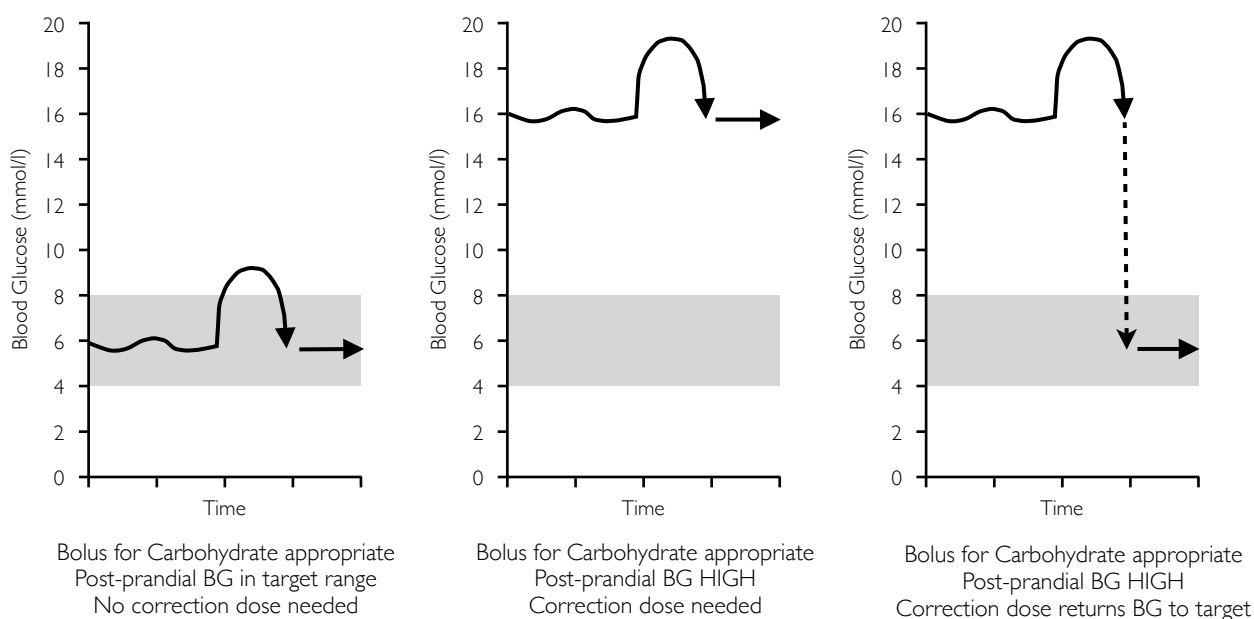 20
18
16
14
12
10
8
6
4
2
0
Blood Glucose (mmol/l)
Time
Bolus for Carbohydrate appropriate
Post-prandial BG in target range
No correction dose needed
20
18
16
14
12
10
8
6
4
2
0
Blood Glucose (mmol/l)
Time
Bolus for Carbohydrate appropriate
Post-prandial BG HIGH
Correction dose needed
20
18
16
14
12
10
8
6
4
2
0
Blood Glucose (mmol/l)
Time
Bolus for Carbohydrate appropriate
Post-prandial BG HIGH
Correction dose returns BG to target